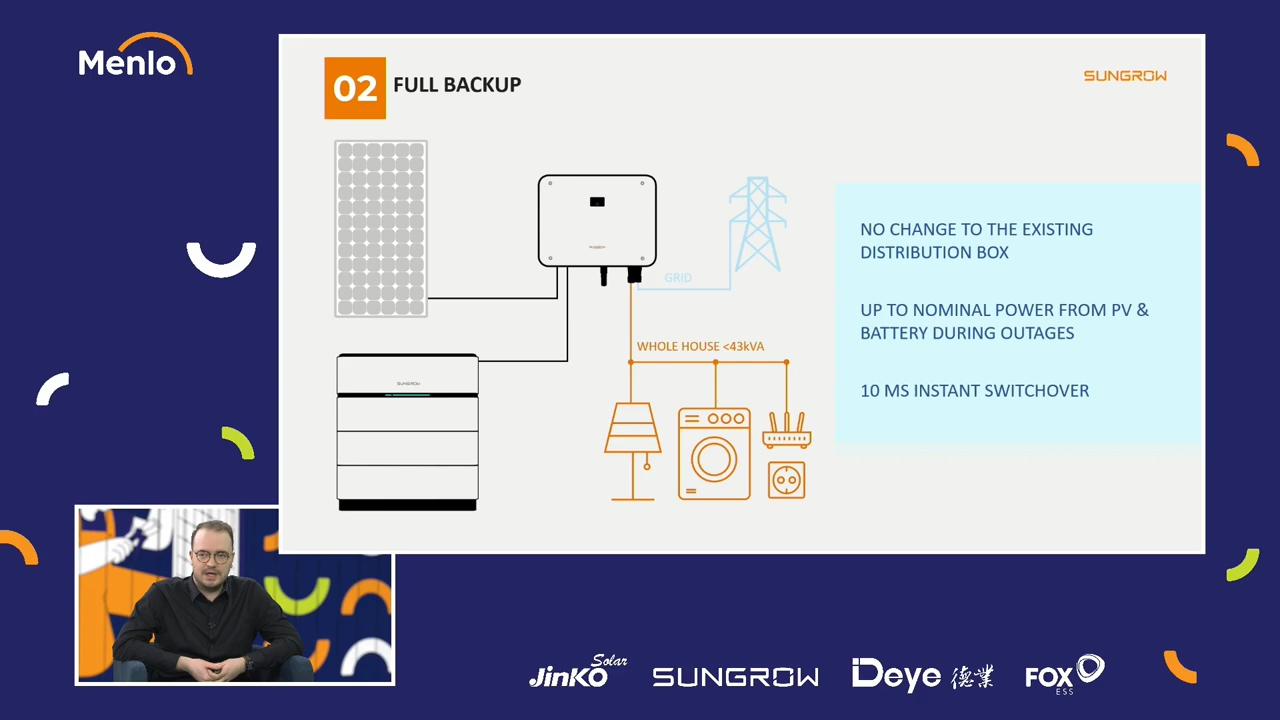 Menlo
02 FULL BACKUP
SUNGROW
GRID
WHOLE HOUSE <43kVA
SUNGROW
NO CHANGE TO THE EXISTING
DISTRIBUTION BOX
UP TO NOMINAL POWER FROM PV &
BATTERY DURING OUTAGES
10 MS INSTANT SWITCHOVER
JinKO Solar
SUNGROW
Deye 德業
FOX ESS